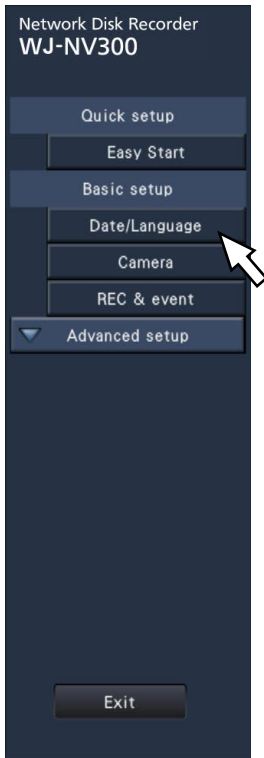 Network Disk Recorder
WJ-NV300
Quick setup
Easy Start
Basic setup
Date/Language
Camera
REC & event
Advanced setup
Exit